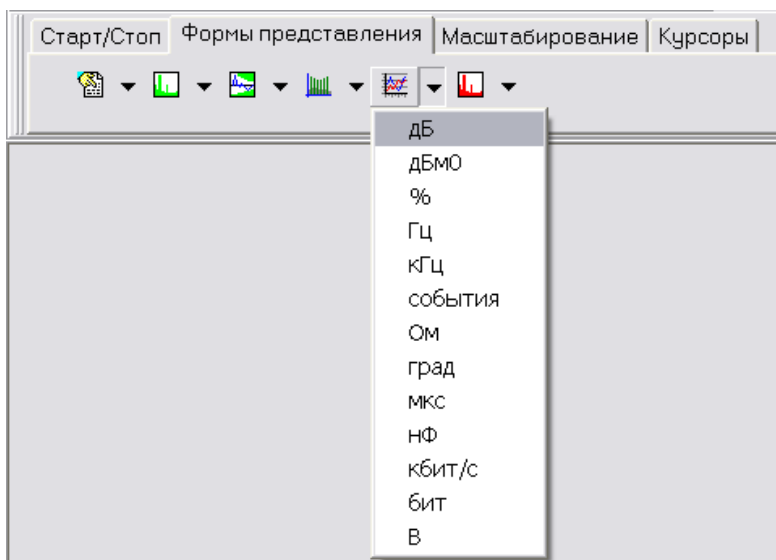 Старт/Стоп Формы представления Масштабирование Курсоры
дБ
дБм0
%
Гц
кГц
события
Ом
град
мкс
нФ
кбит/с
бит
В